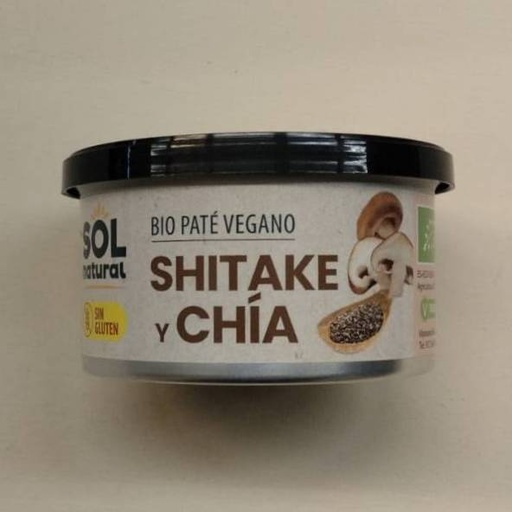 SOL
natural
BIO PATÉ VEGANO
SHITAKE
Y CHÍA
SIN
GLUTEN